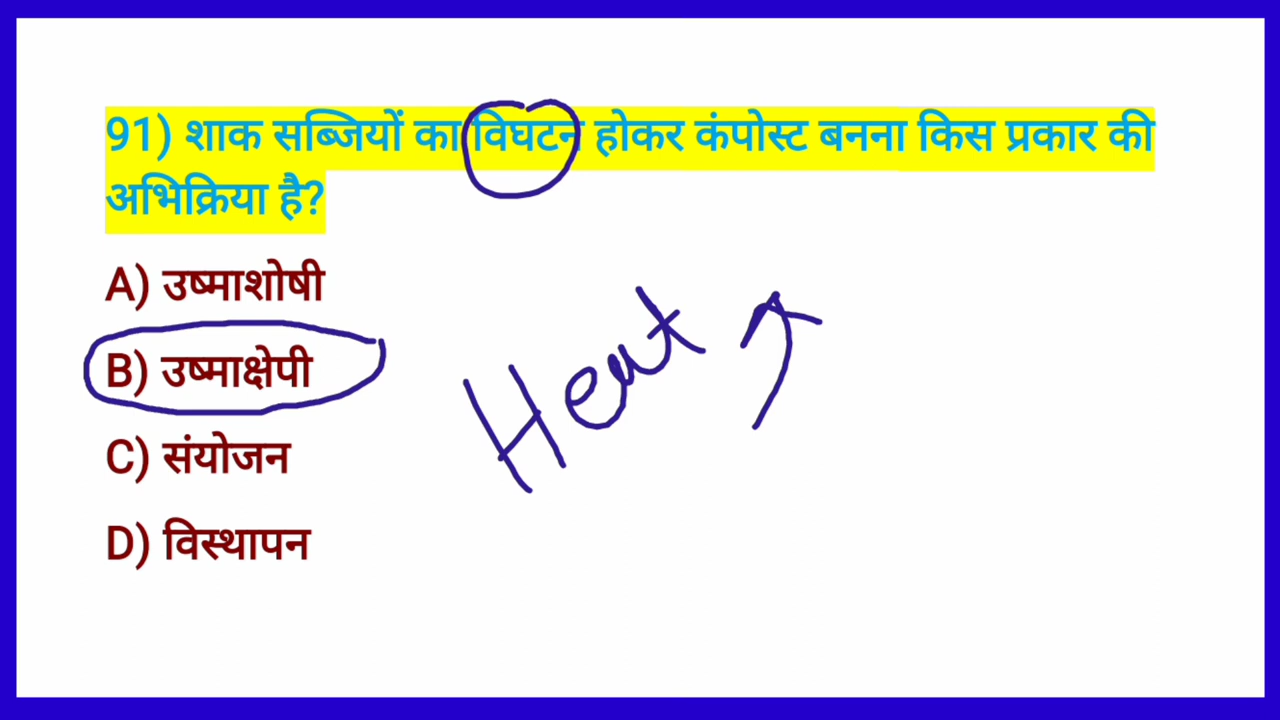 91) शाक सब्जियों का विघटन होकर कंपोस्ट बनना किस प्रकार की
अभिक्रिया है?
A) उष्माशोषी
B) उष्माक्षेपी
C) संयोजन
D) विस्थापन
Heat